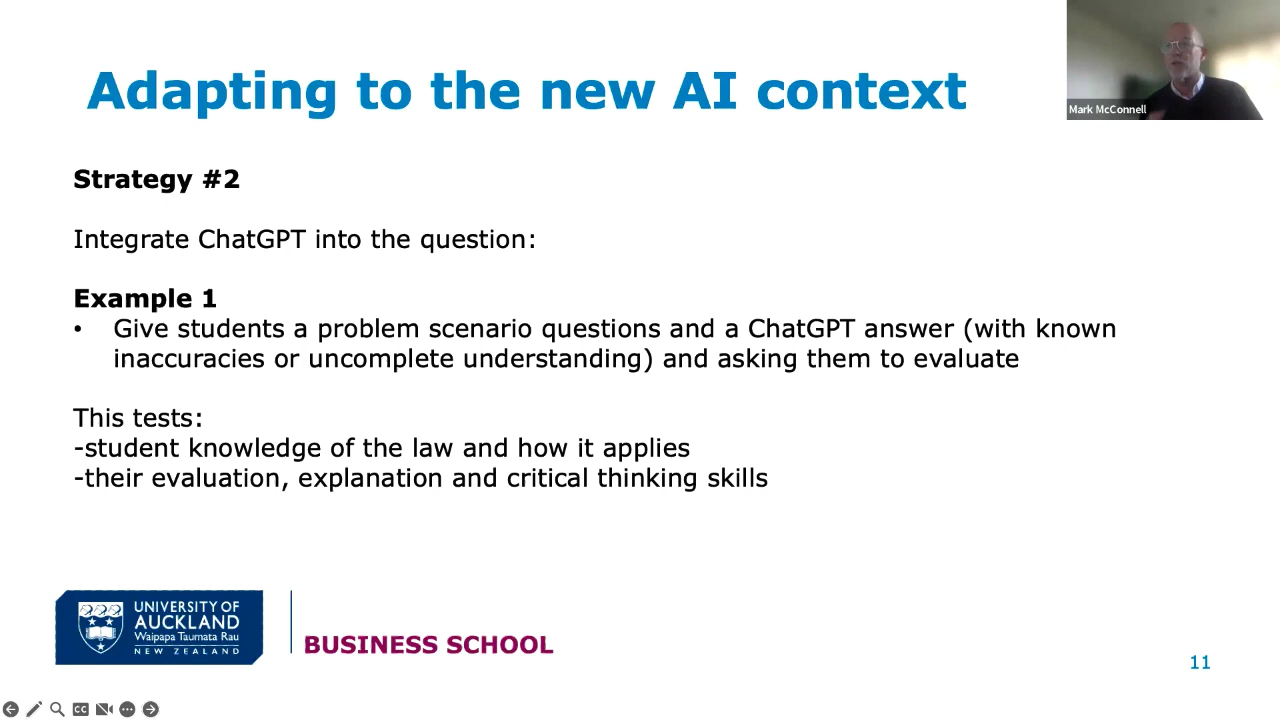 Adapting to the new AI context
Mark McConnell
Strategy #2
Integrate ChatGPT into the question:
Example 1
• Give students a problem scenario questions and a ChatGPT answer (with known
inaccuracies or uncomplete understanding) and asking them to evaluate
This tests:
-student knowledge of the law and how it applies
-their evaluation, explanation and critical thinking skills
UNIVERSITY OF
AUCKLAND
Waipapa Taumata Rau
NEW ZEALAND
BUSINESS SCHOOL
11
CC